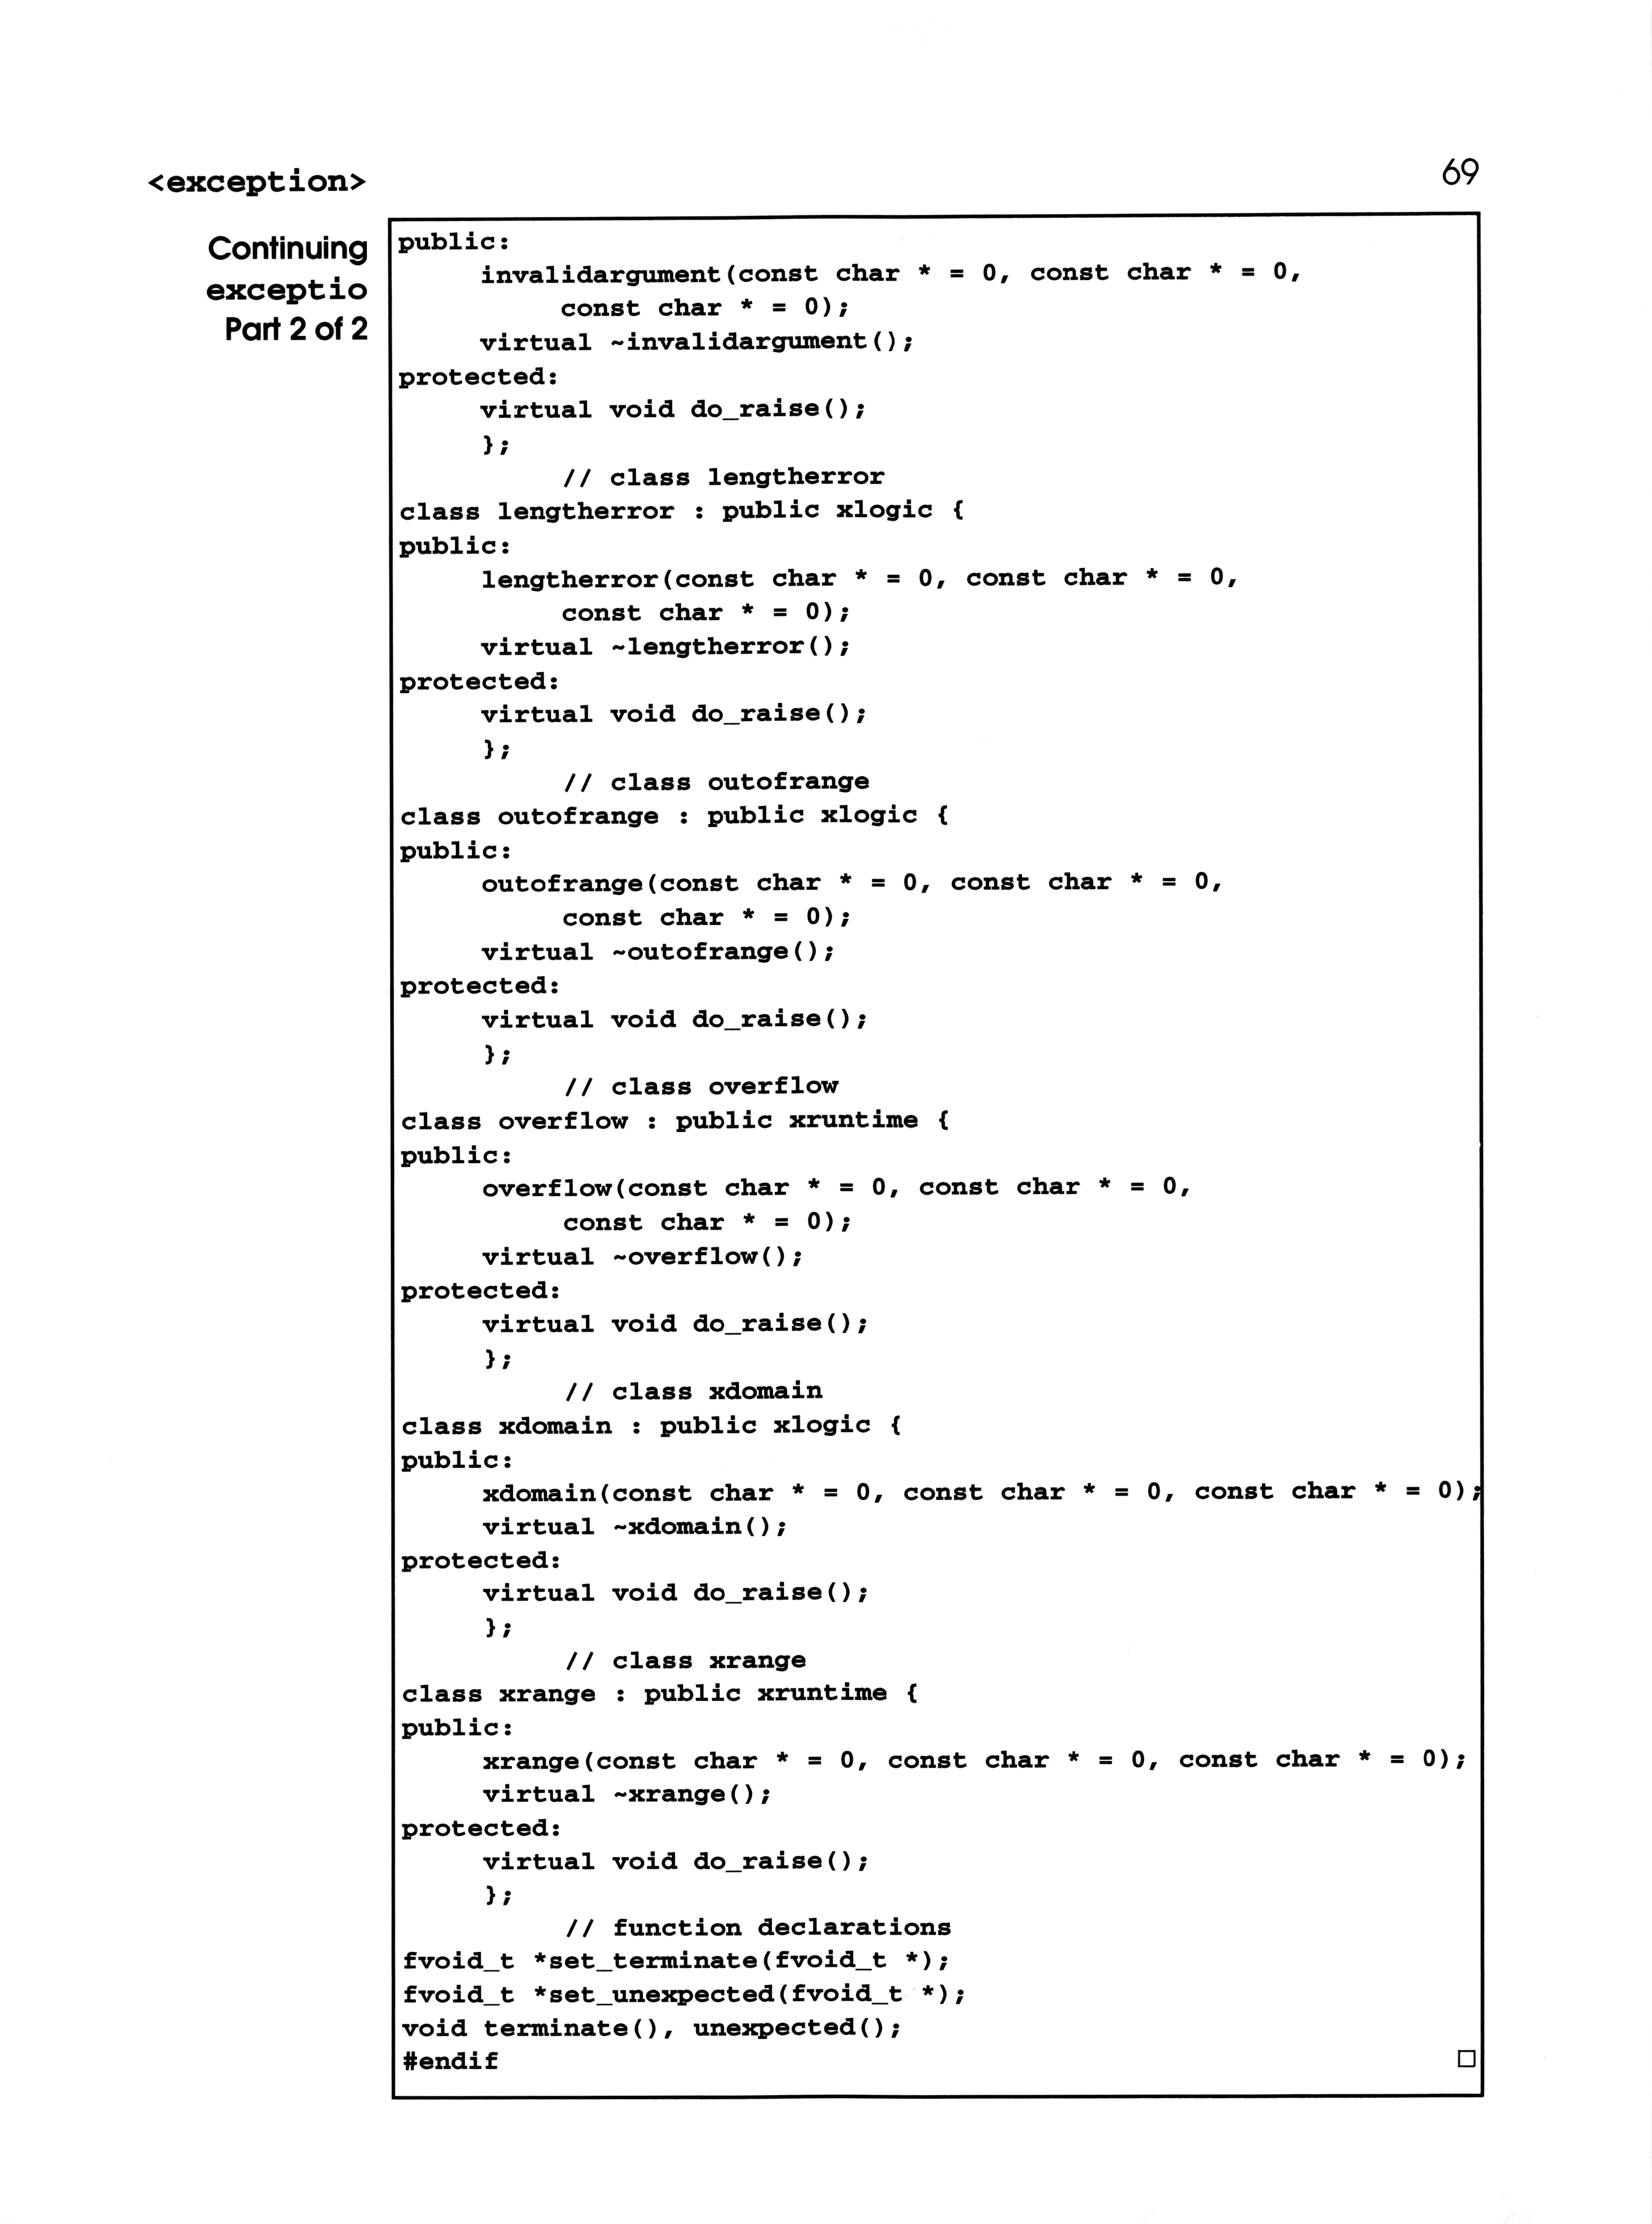 <exception>
69
Continuing
exceptio
Part 2 of 2
public:
     invalidargument(const char * = 0, const char * = 0,
          const char * = 0);
     virtual ~invalidargument();
protected:
     virtual void do_raise();
     };
          // class lengtherror
class lengtherror : public xlogic {
public:
     lengtherror(const char * = 0, const char * = 0,
          const char * = 0);
     virtual ~lengtherror();
protected:
     virtual void do_raise();
     };
          // class outofrange
class outofrange : public xlogic {
public:
     outofrange(const char * = 0, const char * = 0,
          const char * = 0);
     virtual ~outofrange();
protected:
     virtual void do_raise();
     };
          // class overflow
class overflow : public xruntime {
public:
     overflow(const char * = 0, const char * = 0,
          const char * = 0);
     virtual ~overflow();
protected:
     virtual void do_raise();
     };
          // class xdomain
class xdomain : public xlogic {
public:
     xdomain(const char * = 0, const char * = 0, const char * = 0);
     virtual ~xdomain();
protected:
     virtual void do_raise();
     };
          // class xrange
class xrange : public xruntime {
public:
     xrange(const char * = 0, const char * = 0, const char * = 0);
     virtual ~xrange();
protected:
     virtual void do_raise();
     };
          // function declarations
fvoid_t *set_terminate(fvoid_t *);
fvoid_t *set_unexpected(fvoid_t *);
void terminate(), unexpected();
#endif □